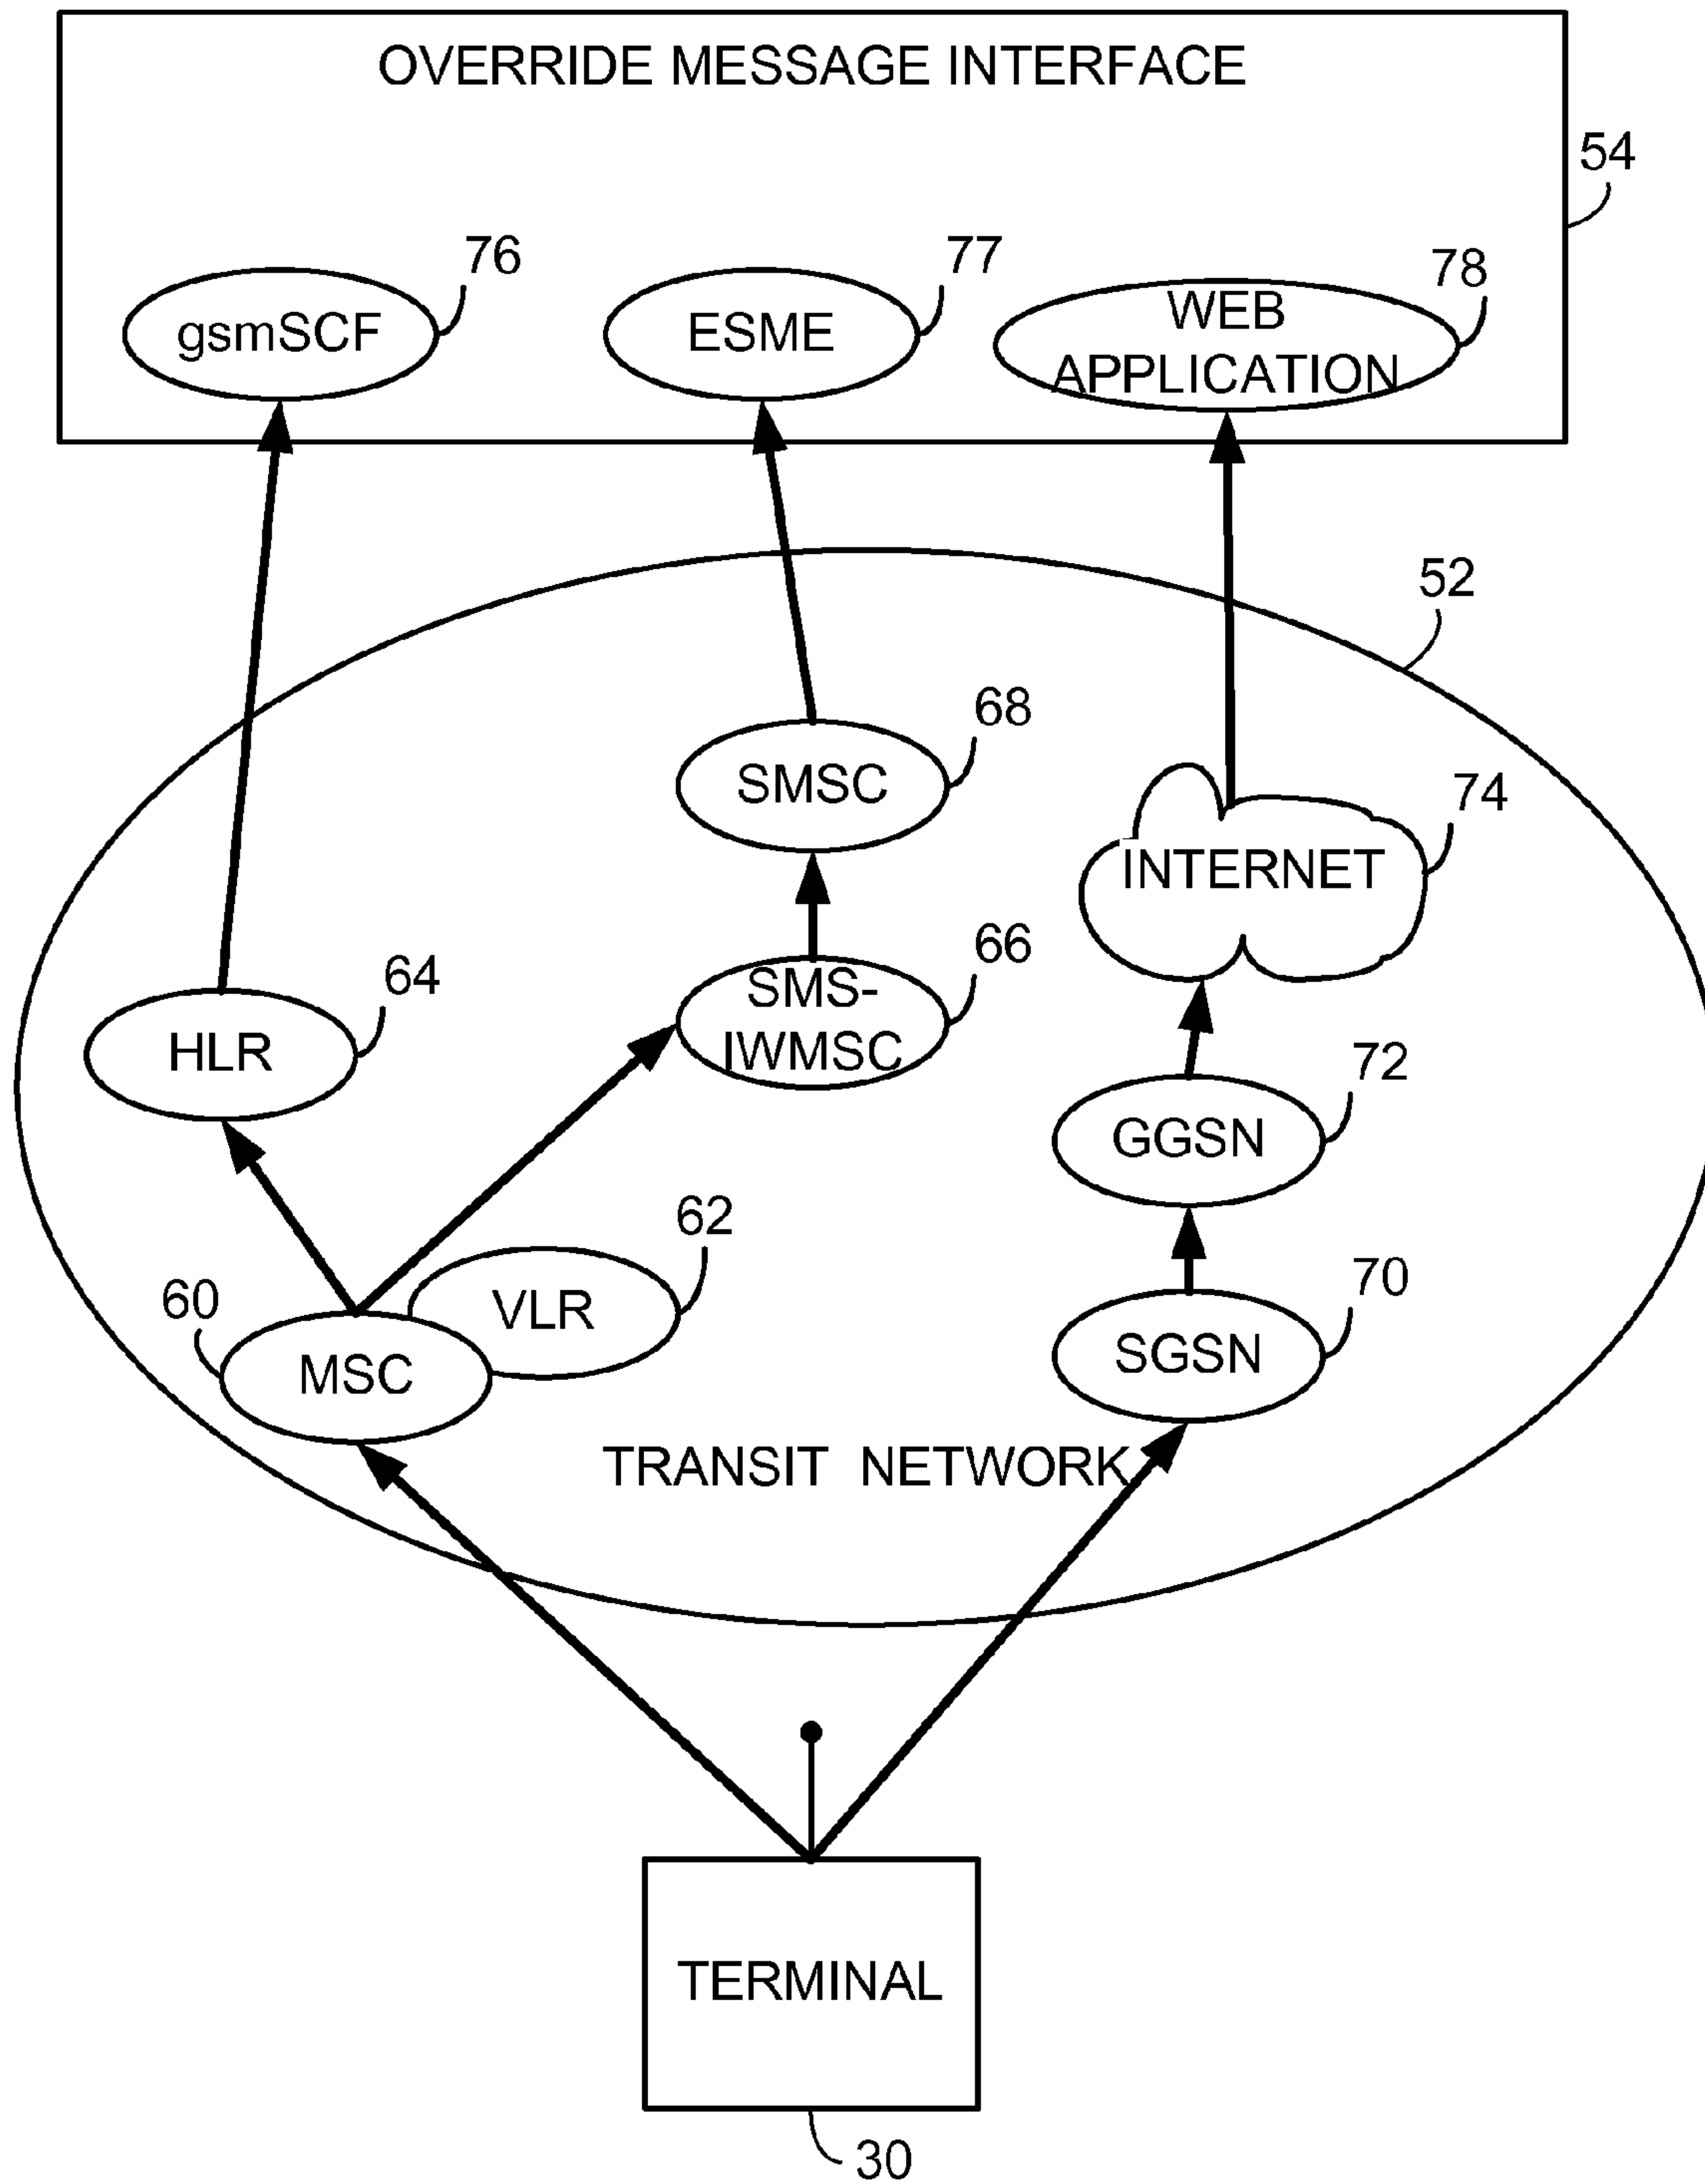 OVERRIDE MESSAGE INTERFACE
54
76
77
78
gsmSCF
ESME
WEB
APPLICATION
52
68
SMSC
74
INTERNET
66
SMS-
IWMSC
64
HLR
72
GGSN
62
VLR
60
MSC
70
SGSN
TRANSIT NETWORK
TERMINAL
30